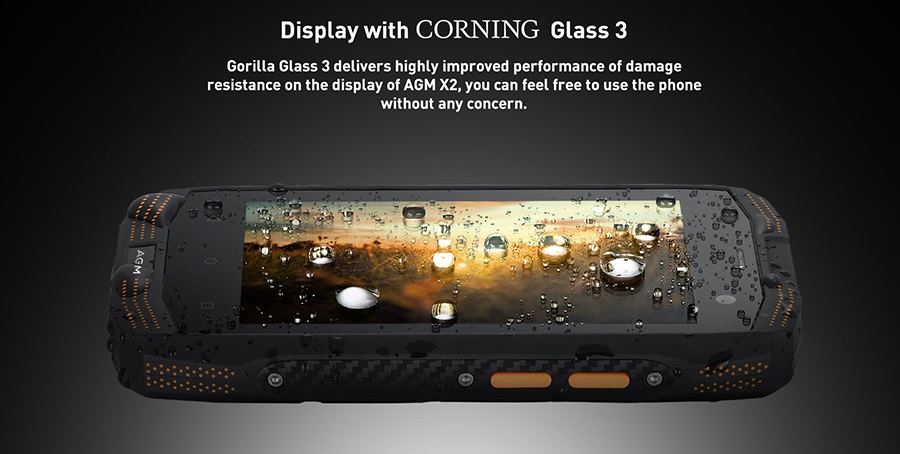 Display with CORNING Glass 3
Gorilla Glass 3 delivers highly improved performance of damage
resistance on the display of AGM X2, you can feel free to use the phone
without any concern.
AGM